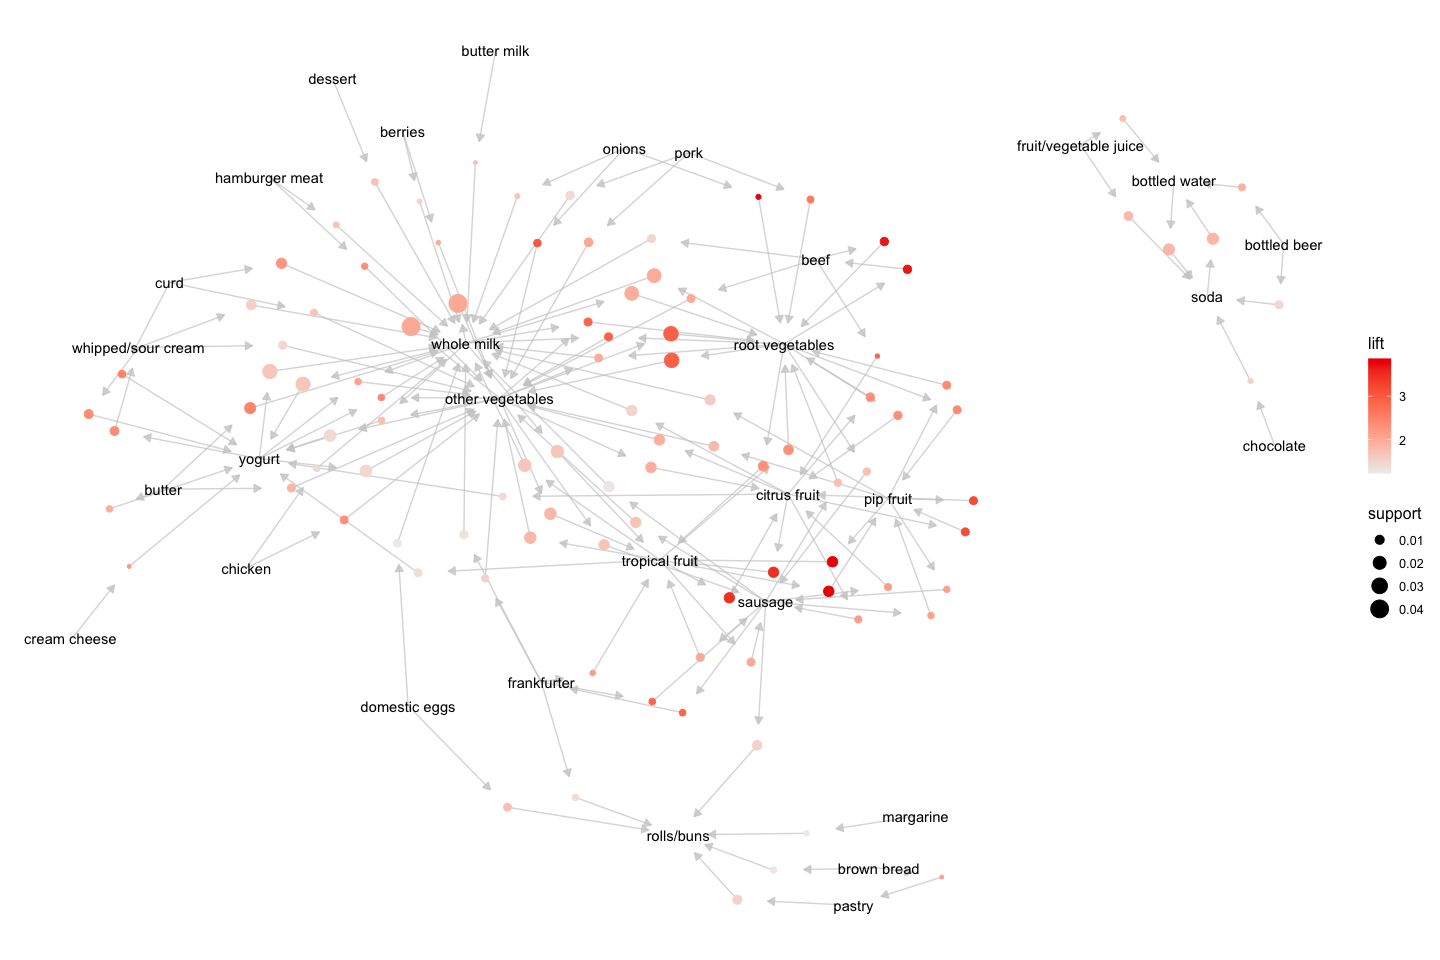 butter milk
dessert
berries
onions
pork
fruit/vegetable juice
hamburger meat
bottled water
bottled beer
beef
curd
soda
whipped/sour cream
whole milk
root vegetables
lift
3
2
other vegetables
chocolate
yogurt
butter
citrus fruit
pip fruit
support
0.01
0.02
0.03
0.04
chicken
tropical fruit
sausage
cream cheese
frankfurter
domestic eggs
margarine
rolls/buns
brown bread
pastry